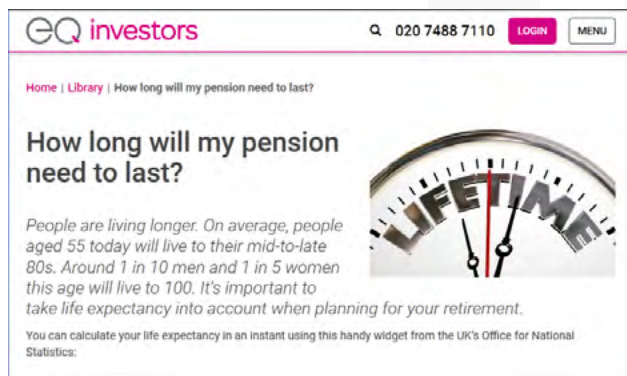 EQ investors
020 7488 7110
LOGIN
MENU
Home | Library | How long will my pension need to last?
How long will my pension
need to last?
LIFETIME
People are living longer. On average, people
aged 55 today will live to their mid-to-late
80s. Around 1 in 10 men and 1 in 5 women
this age will live to 100. It's important to
take life expectancy into account when planning for your retirement.
You can calculate your life expectancy in an instant using this handy widget from the UK's Office for National
Statistics: